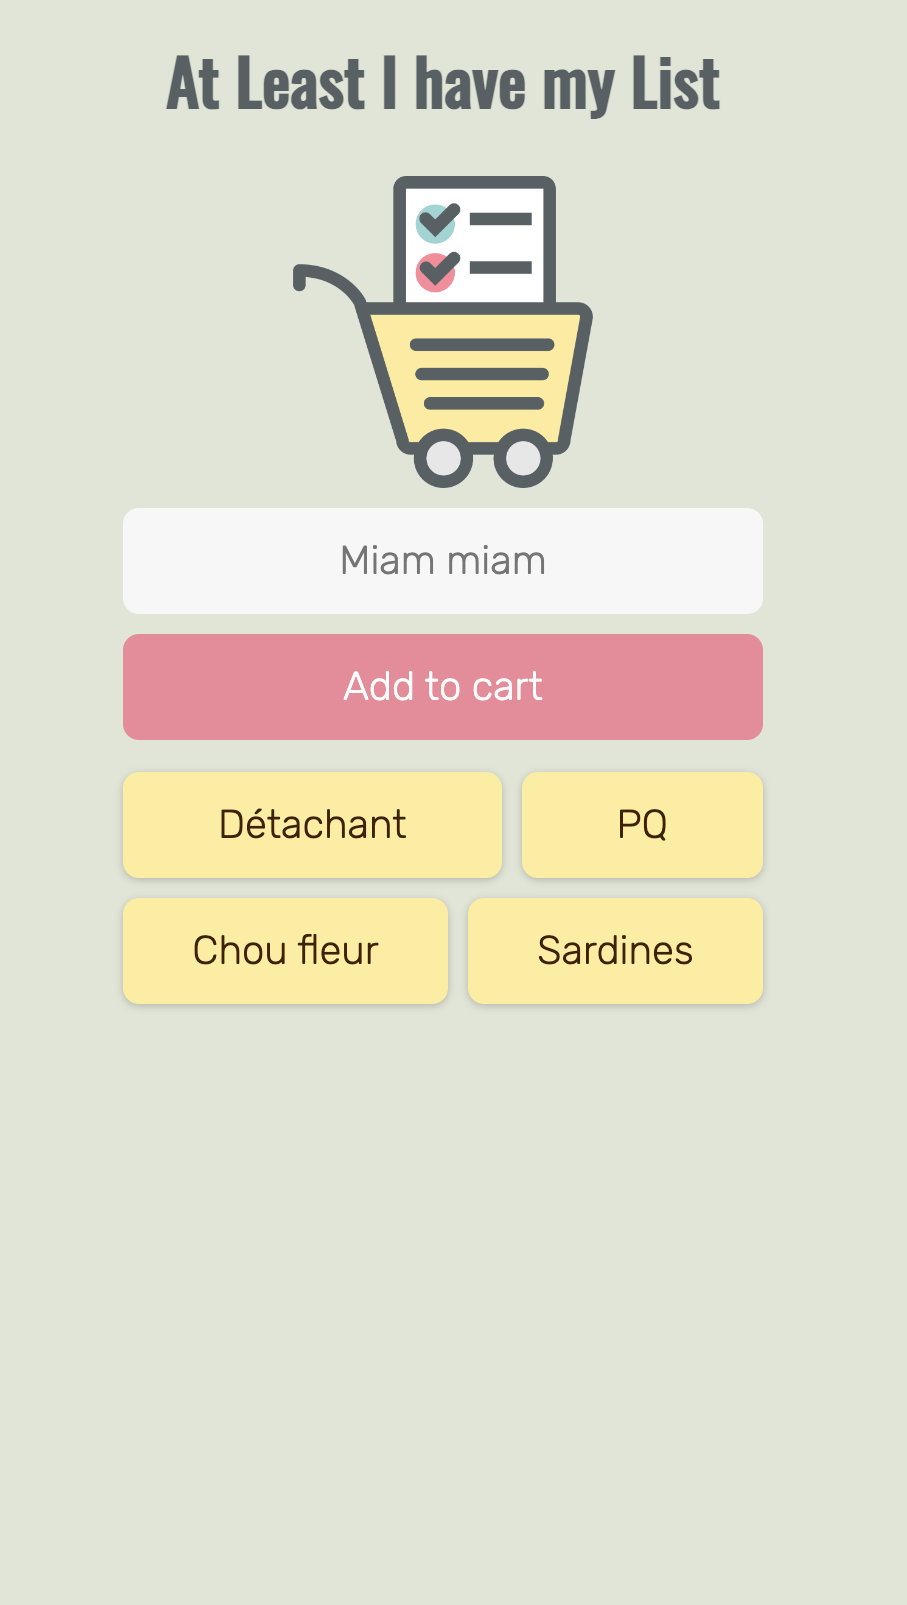 At Least I have my List
Miam miam
Add to cart
Détachant
PQ
Chou fleur
Sardines